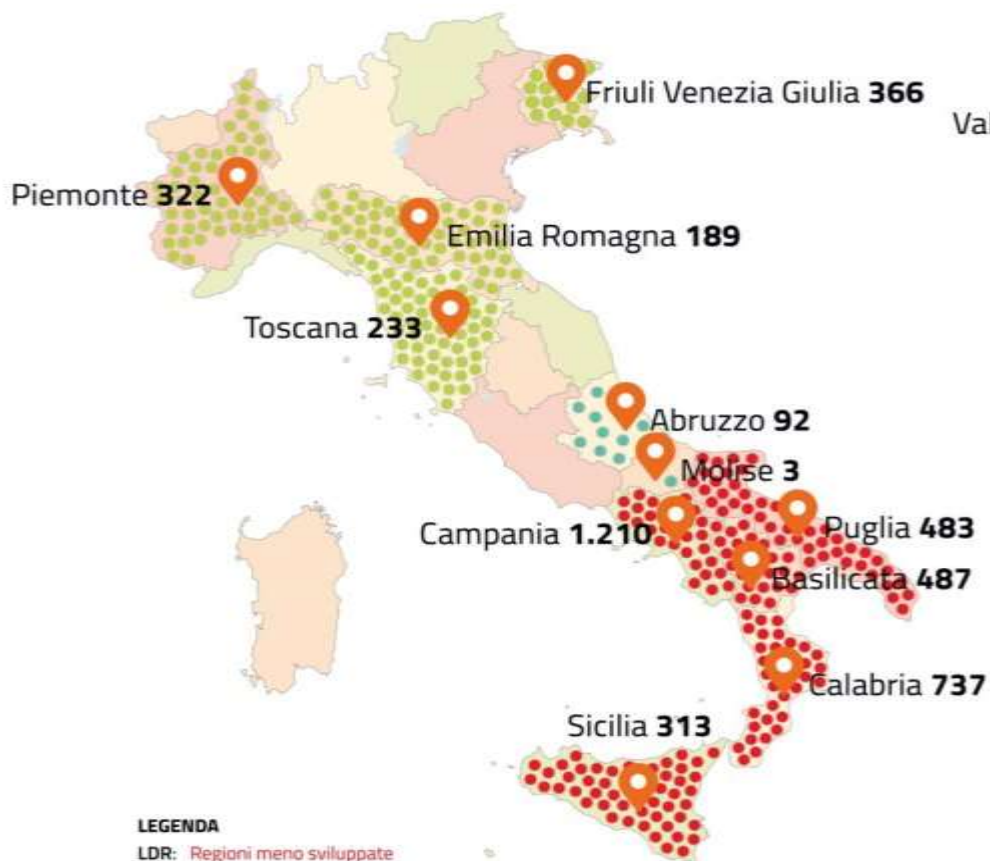 Friuli Venezia Giulia 366
Val
Piemonte 322
Emilia Romagna 189
Toscana 233
Abruzzo 92
Molise 3
Campania 1.210
Puglia 483
Basilicata 487
Calabria 737
Sicilia 313
LEGENDA
LDR: Regioni meno sviluppate